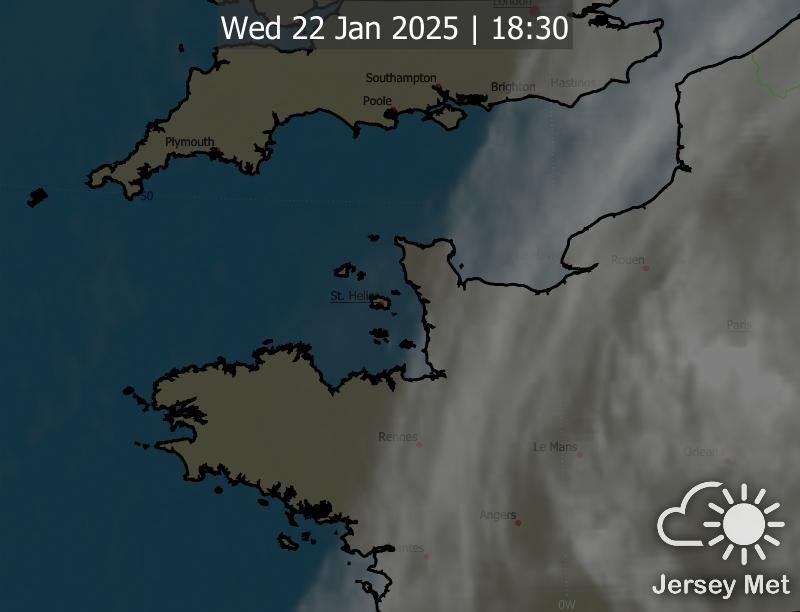 London
Wed 22 Jan 2025 | 18:30
Southampton
Brighton
Hastings
Poole
Plymouth
50
Rouen
St. Helier
Paris
Rennes
Le Mans
Orleans
Angers
0W
Jersey Met